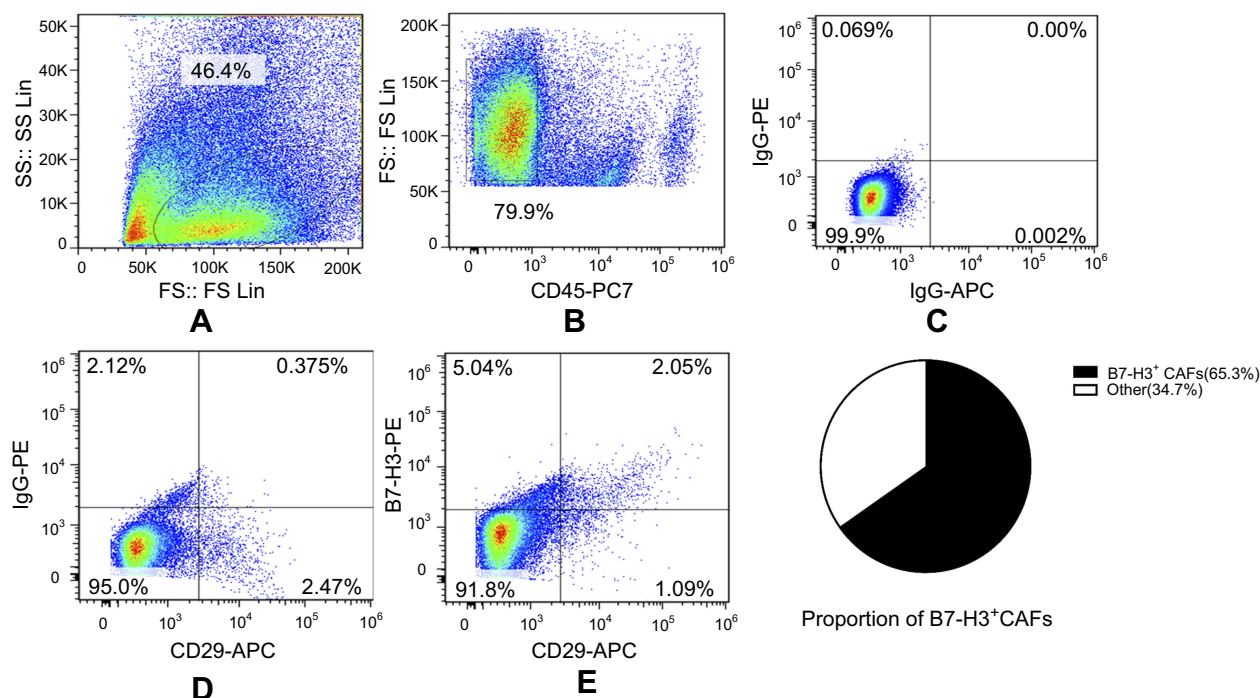 50K
40K
30K
20K
10K
0
SS:: SS Lin
46.4%
0 50K 100K 150K 200K
FS:: FS Lin
A
200K
150K
100K
50K
0
FS:: FS Lin
79.9%
0 10³ 10⁴ 10⁵ 10⁶
CD45-PC7
B
10⁶
10⁵
10⁴
10³
0
IgG-PE
0.069% 0.00%
99.9% 0.002%
0 10³ 10⁴ 10⁵ 10⁶
IgG-APC
C
10⁶
10⁵
10⁴
10³
0
IgG-PE
2.12% 0.375%
95.0% 2.47%
0 10³ 10⁴ 10⁵ 10⁶
CD29-APC
D
10⁶
10⁵
10⁴
10³
0
B7-H3-PE
5.04% 2.05%
91.8% 1.09%
0 10³ 10⁴ 10⁵ 10⁶
CD29-APC
E
B7-H3⁺ CAFs(65.3%)
Other(34.7%)
Proportion of B7-H3⁺CAFs